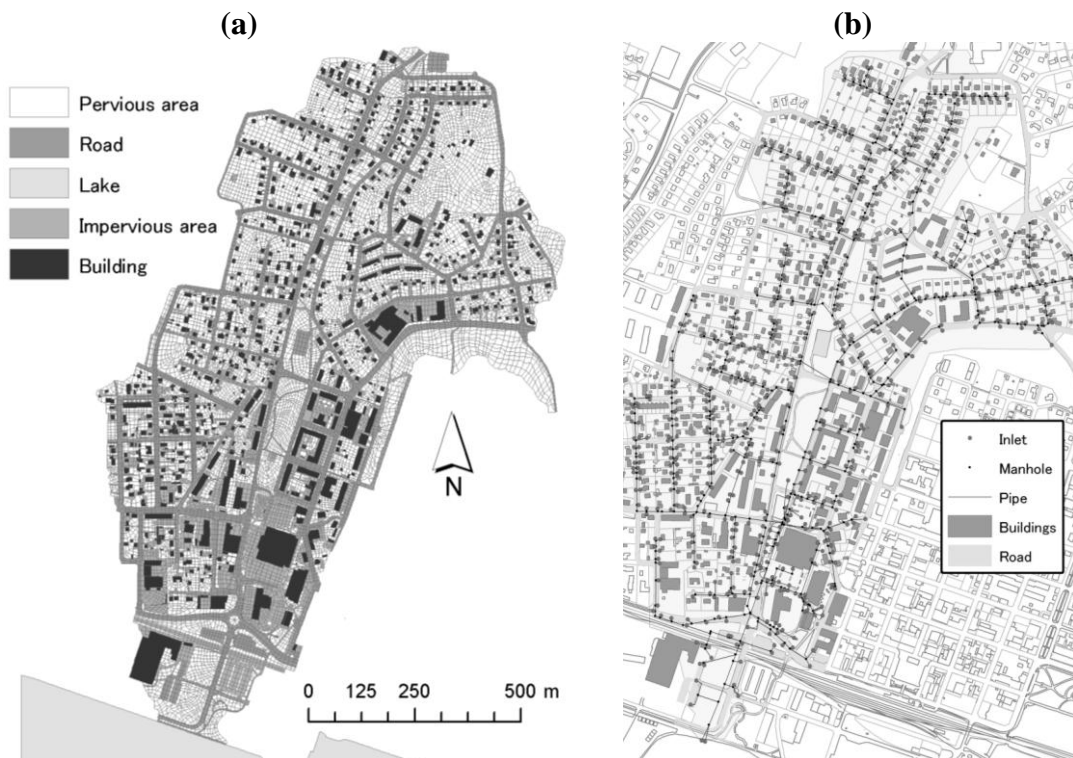 (a)
(b)
Pervious area
Road
Lake
Impervious area
Building
N
0 125 250 500 m
Inlet
Manhole
Pipe
Buildings
Road